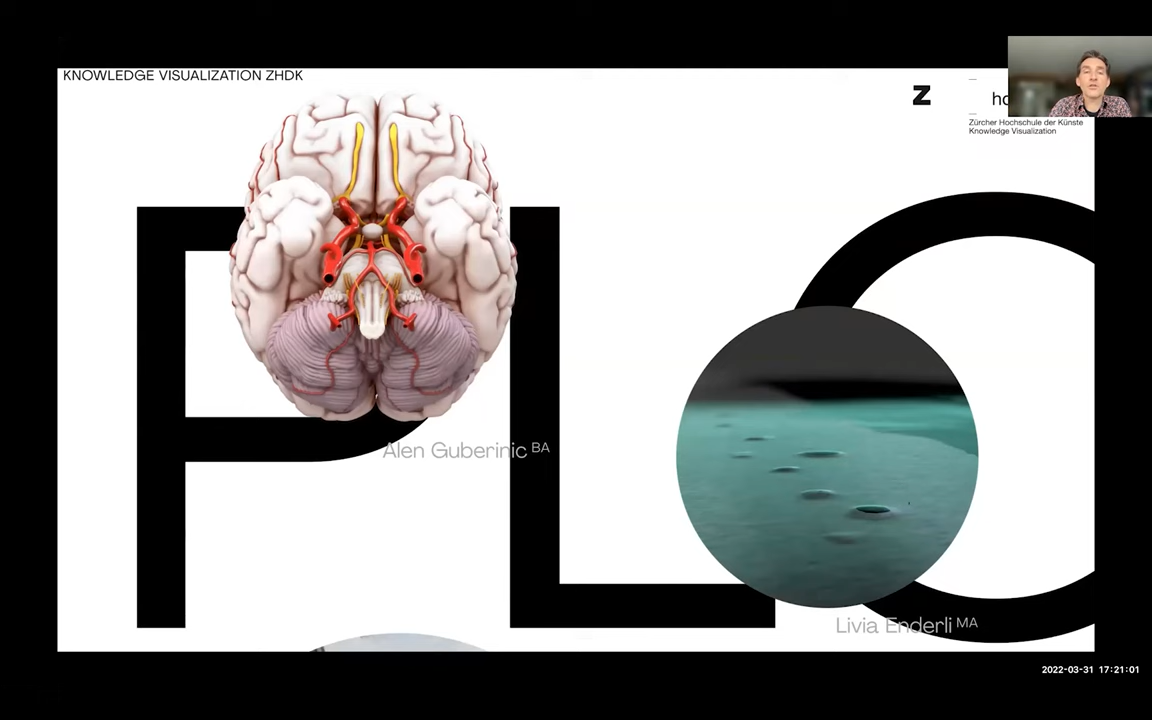 KNOWLEDGE VISUALIZATION ZHDK
Z
Zürcher Hochschule der Künste
Knowledge Visualization
PLO
Alen Guberinic BA
Livia Enderli MA
2022-03-31 17:21:01